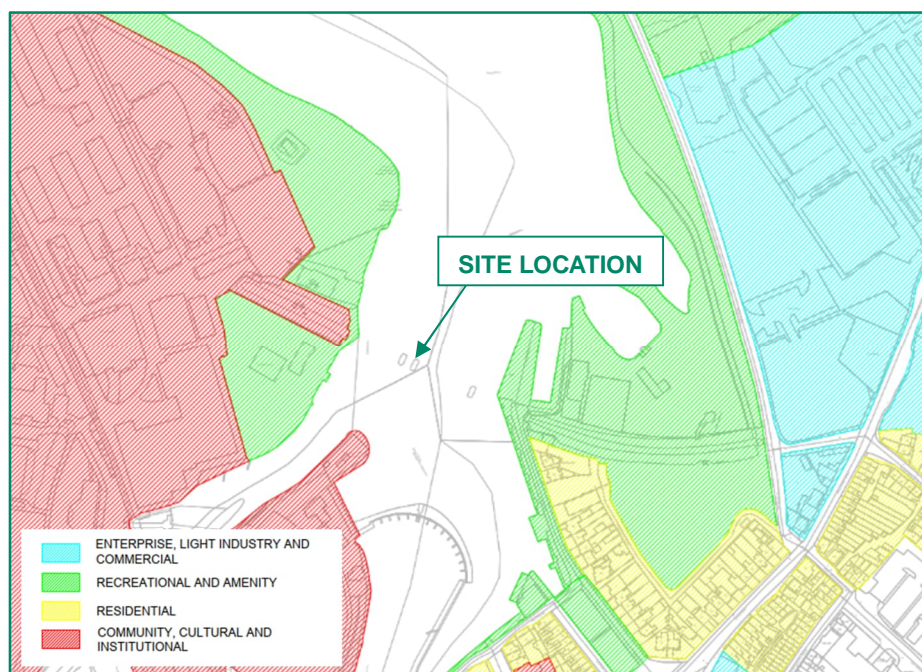 SITE LOCATION
ENTERPRISE, LIGHT INDUSTRY AND
COMMERCIAL
RECREATIONAL AND AMENITY
RESIDENTIAL
COMMUNITY, CULTURAL AND
INSTITUTIONAL